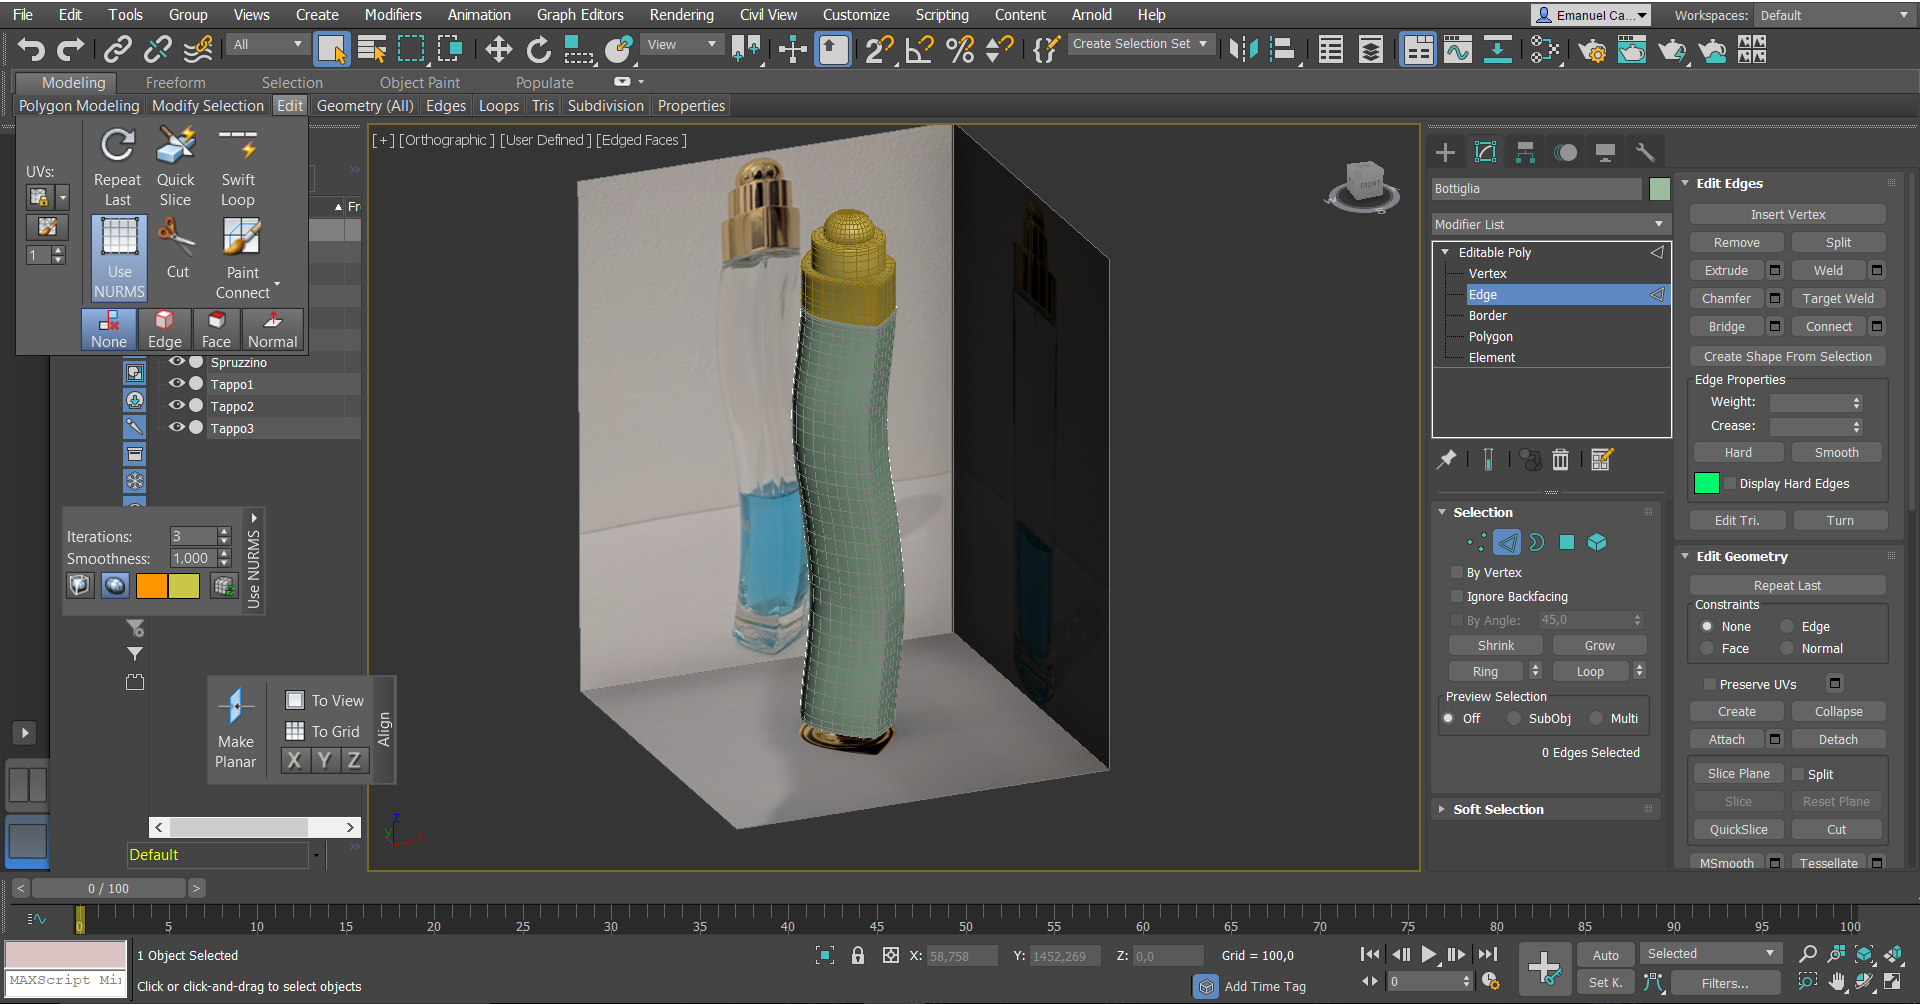 File Edit Tools Group Views Create Modifiers Animation Graph Editors Rendering Civil View Customize Scripting Content Arnold Help
Emanuel Ca... Workspaces: Default
All View Create Selection Set
Modeling Freeform Selection Object Paint Populate
Polygon Modeling Modify Selection Edit Geometry (All) Edges Loops Tris Subdivision Properties
UVs:
1
Repeat Last
Quick Slice
Swift Loop
Use NURMS
Cut
Paint Connect
None Edge Face Normal
Fr
Spruzzino
Tappo1
Tappo2
Tappo3
Iterations: 3
Smoothness: 1,000
Use NURMS
Make Planar
To View
To Grid
X Y Z
Align
Default
[+] [Orthographic ] [User Defined ] [Edged Faces ]
FRONT
z
y
x
Bottiglia
Modifier List
Editable Poly
Vertex
Edge
Border
Polygon
Element
Selection
By Vertex
Ignore Backfacing
By Angle: 45,0
Shrink Grow
Ring Loop
Preview Selection
Off SubObj Multi
0 Edges Selected
Soft Selection
Edit Edges
Insert Vertex
Remove Split
Extrude Weld
Chamfer Target Weld
Bridge Connect
Create Shape From Selection
Edge Properties
Weight:
Crease:
Hard Smooth
Display Hard Edges
Edit Tri. Turn
Edit Geometry
Repeat Last
Constraints
None Edge
Face Normal
Preserve UVs
Create Collapse
Attach Detach
Slice Plane Split
Slice Reset Plane
QuickSlice Cut
MSmooth Tessellate
< 0 / 100 >
0 5 10 15 20 25 30 35 40 45 50 55 60 65 70 75 80 85 90 95 100
1 Object Selected
X: 58,758 Y: 1452,269 Z: 0,0 Grid = 100,0
Auto Selected
MAXScript Mi
Click or click-and-drag to select objects
Add Time Tag
0
Set K. Filters...